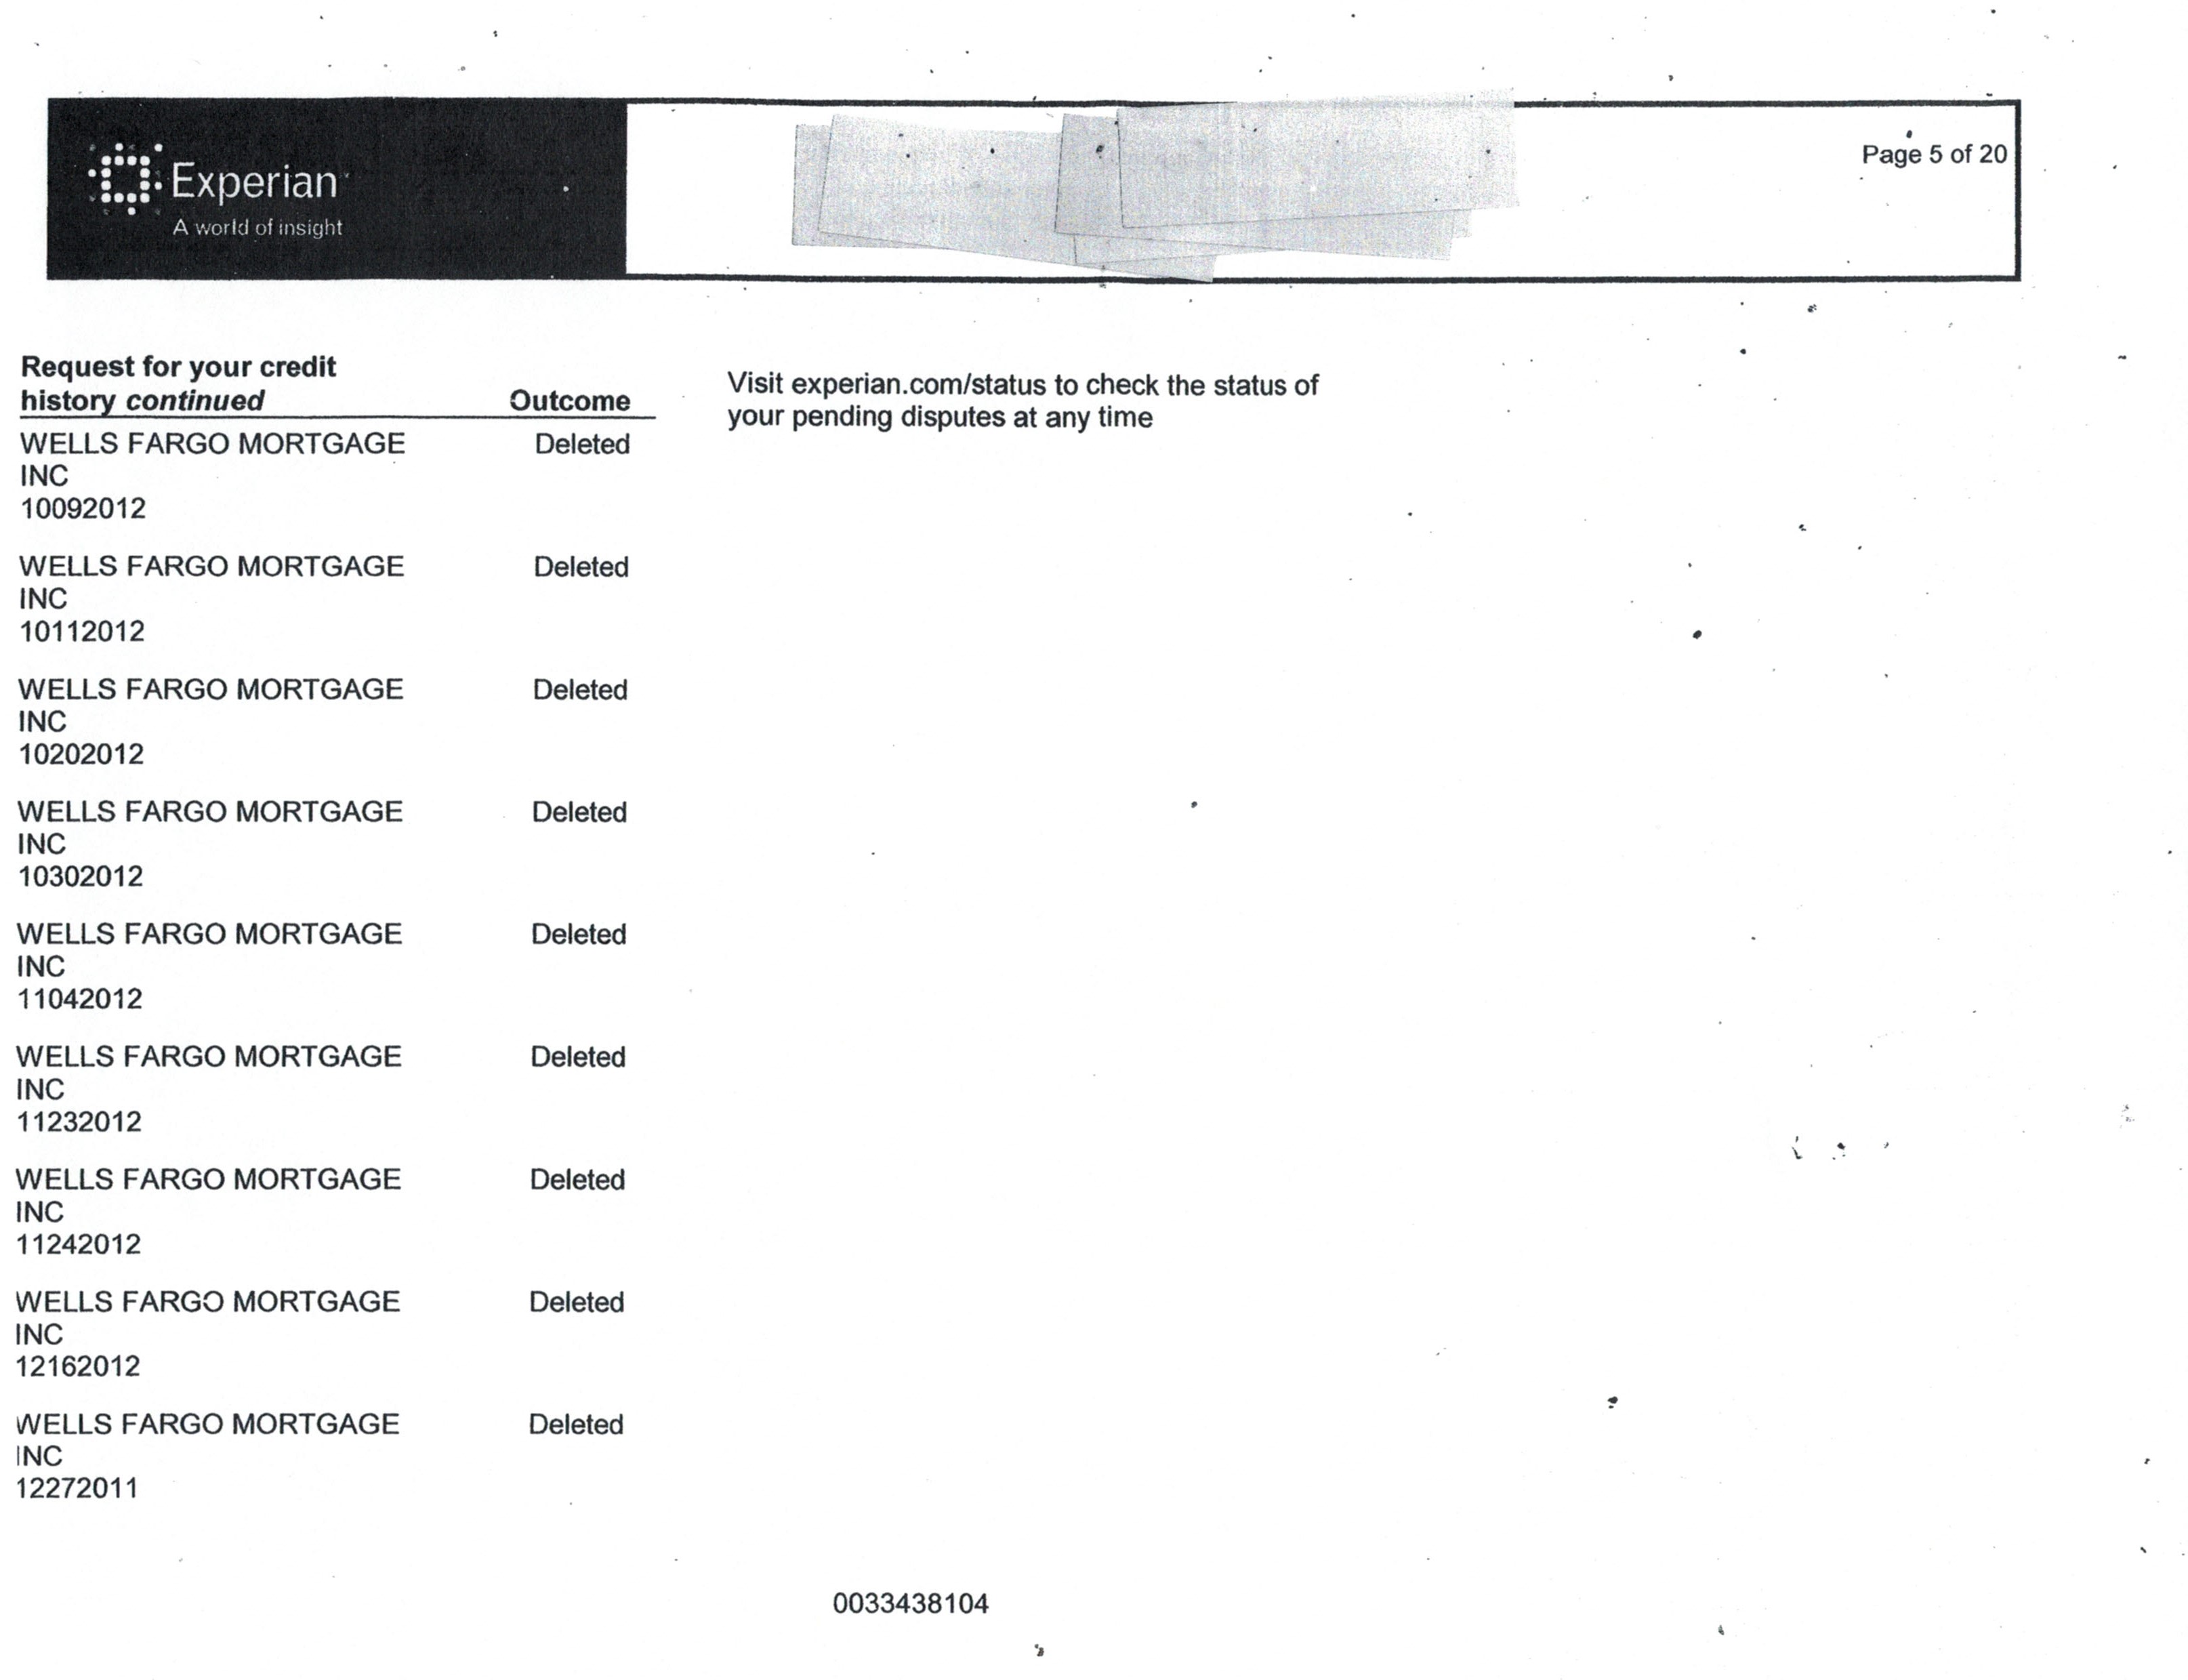 Experian
A world of insight
Page 5 of 20
Request for your credit
history continued
Outcome
Visit experian.com/status to check the status of
your pending disputes at any time
WELLS FARGO MORTGAGE Deleted
INC
10092012
WELLS FARGO MORTGAGE Deleted
INC
10112012
WELLS FARGO MORTGAGE Deleted
INC
10202012
WELLS FARGO MORTGAGE Deleted
INC
10302012
WELLS FARGO MORTGAGE Deleted
INC
11042012
WELLS FARGO MORTGAGE Deleted
INC
11232012
WELLS FARGO MORTGAGE Deleted
INC
11242012
WELLS FARGO MORTGAGE Deleted
INC
12162012
WELLS FARGO MORTGAGE Deleted
INC
12272011
0033438104